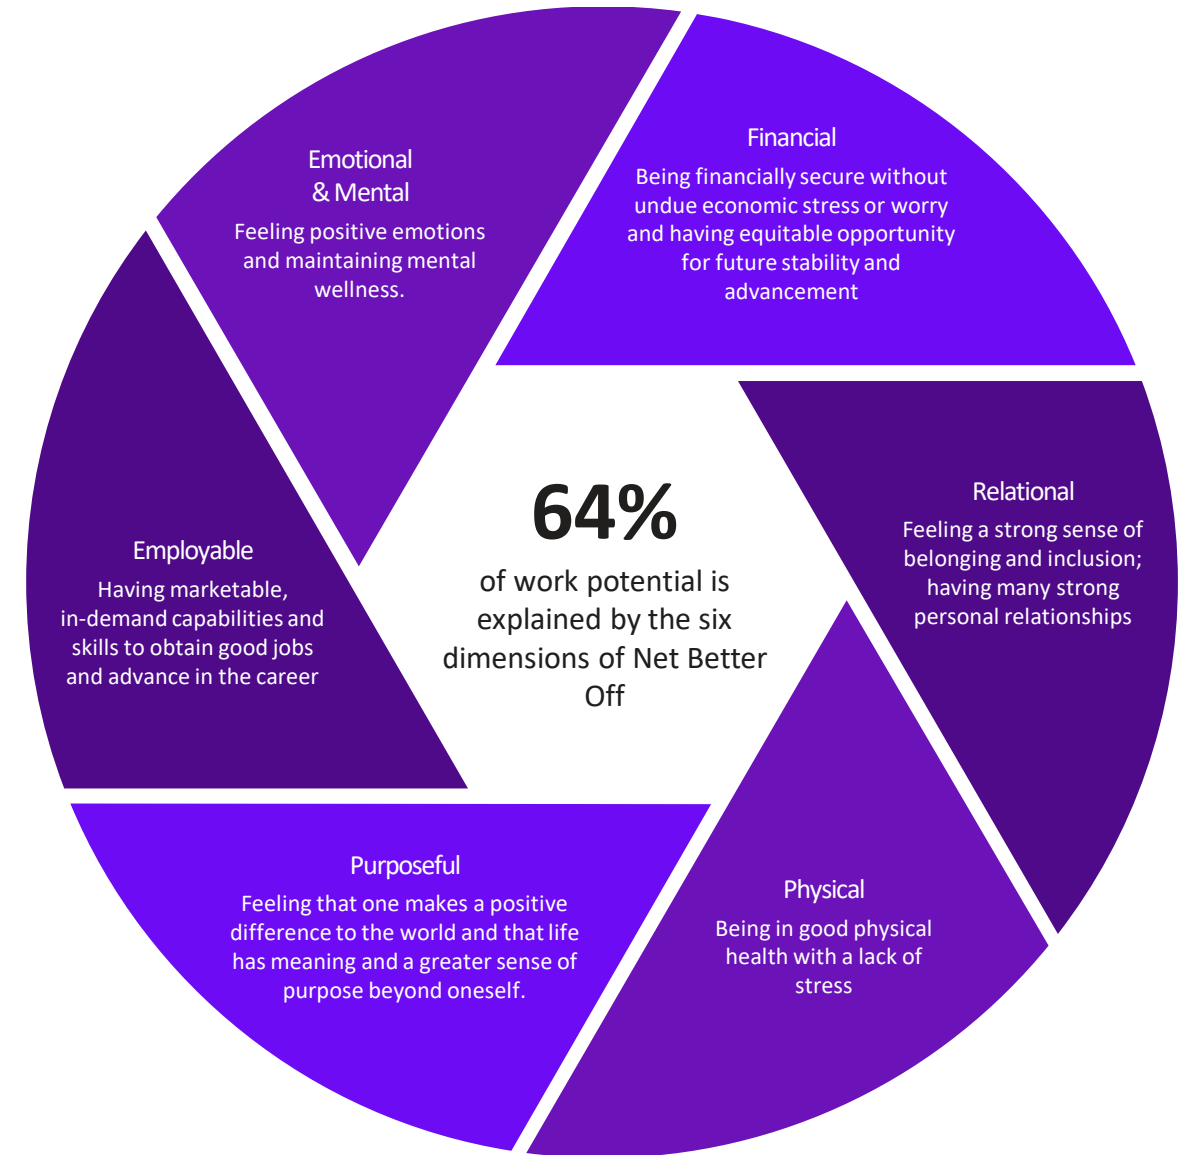 Emotional
& Mental
Feeling positive emotions
and maintaining mental
wellness.
Financial
Being financially secure without
undue economic stress or worry
and having equitable opportunity
for future stability and
advancement
Relational
Feeling a strong sense of
belonging and inclusion;
having many strong
personal relationships
Physical
Being in good physical
health with a lack of
stress
Purposeful
Feeling that one makes a positive
difference to the world and that life
has meaning and a greater sense of
purpose beyond oneself.
Employable
Having marketable,
in-demand capabilities and
skills to obtain good jobs
and advance in the career
64%
of work potential is
explained by the six
dimensions of Net Better
Off